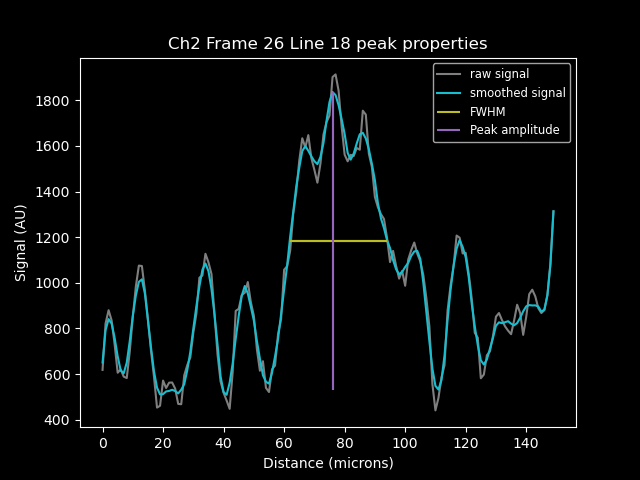 Ch2 Frame 26 Line 18 peak properties
raw signal
smoothed signal
FWHM
Peak amplitude
Signal (AU)
1800
1600
1400
1200
1000
800
600
400
0 20 40 60 80 100 120 140
Distance (microns)